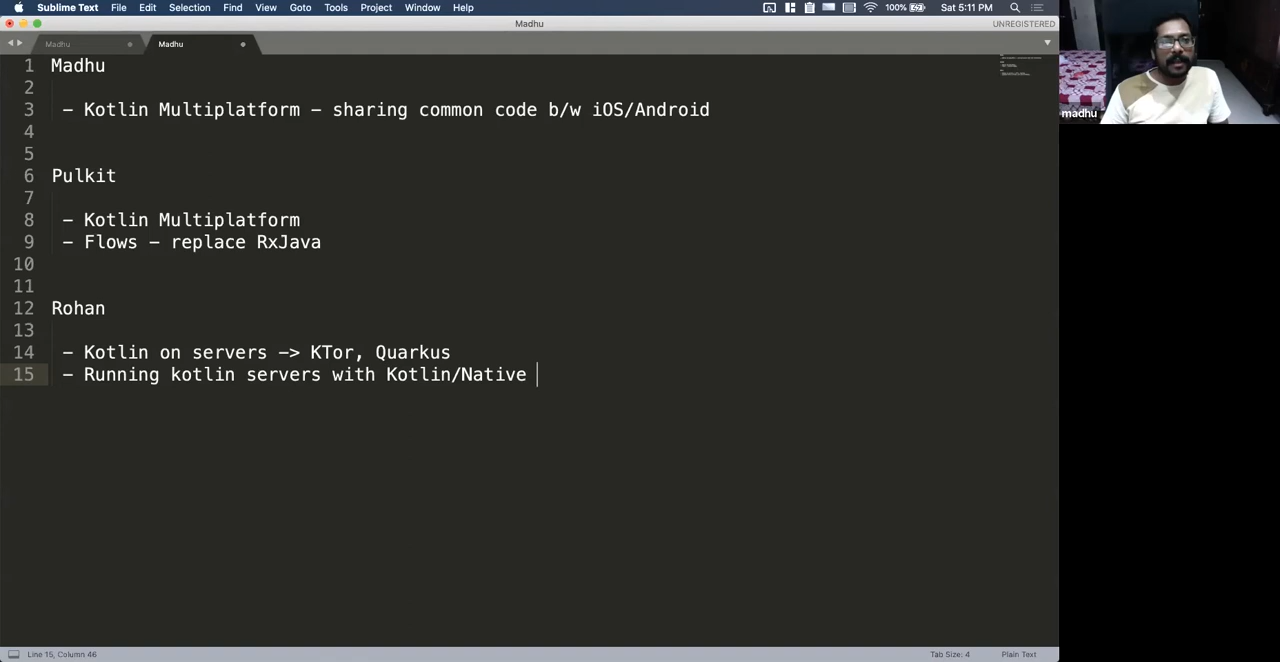 Sublime Text File Edit Selection Find View Goto Tools Project Window Help 100% Sat 5:11 PM
Madhu UNREGISTERED
Madhu Madhu
1 Madhu
2
3 - Kotlin Multiplatform - sharing common code b/w iOS/Android
4
5
6 Pulkit
7
8 - Kotlin Multiplatform
9 - Flows - replace RxJava
10
11
12 Rohan
13
14 - Kotlin on servers -> KTor, Quarkus
15 - Running kotlin servers with Kotlin/Native
madhu
Line 15, Column 46 Tab Size: 4 Plain Text